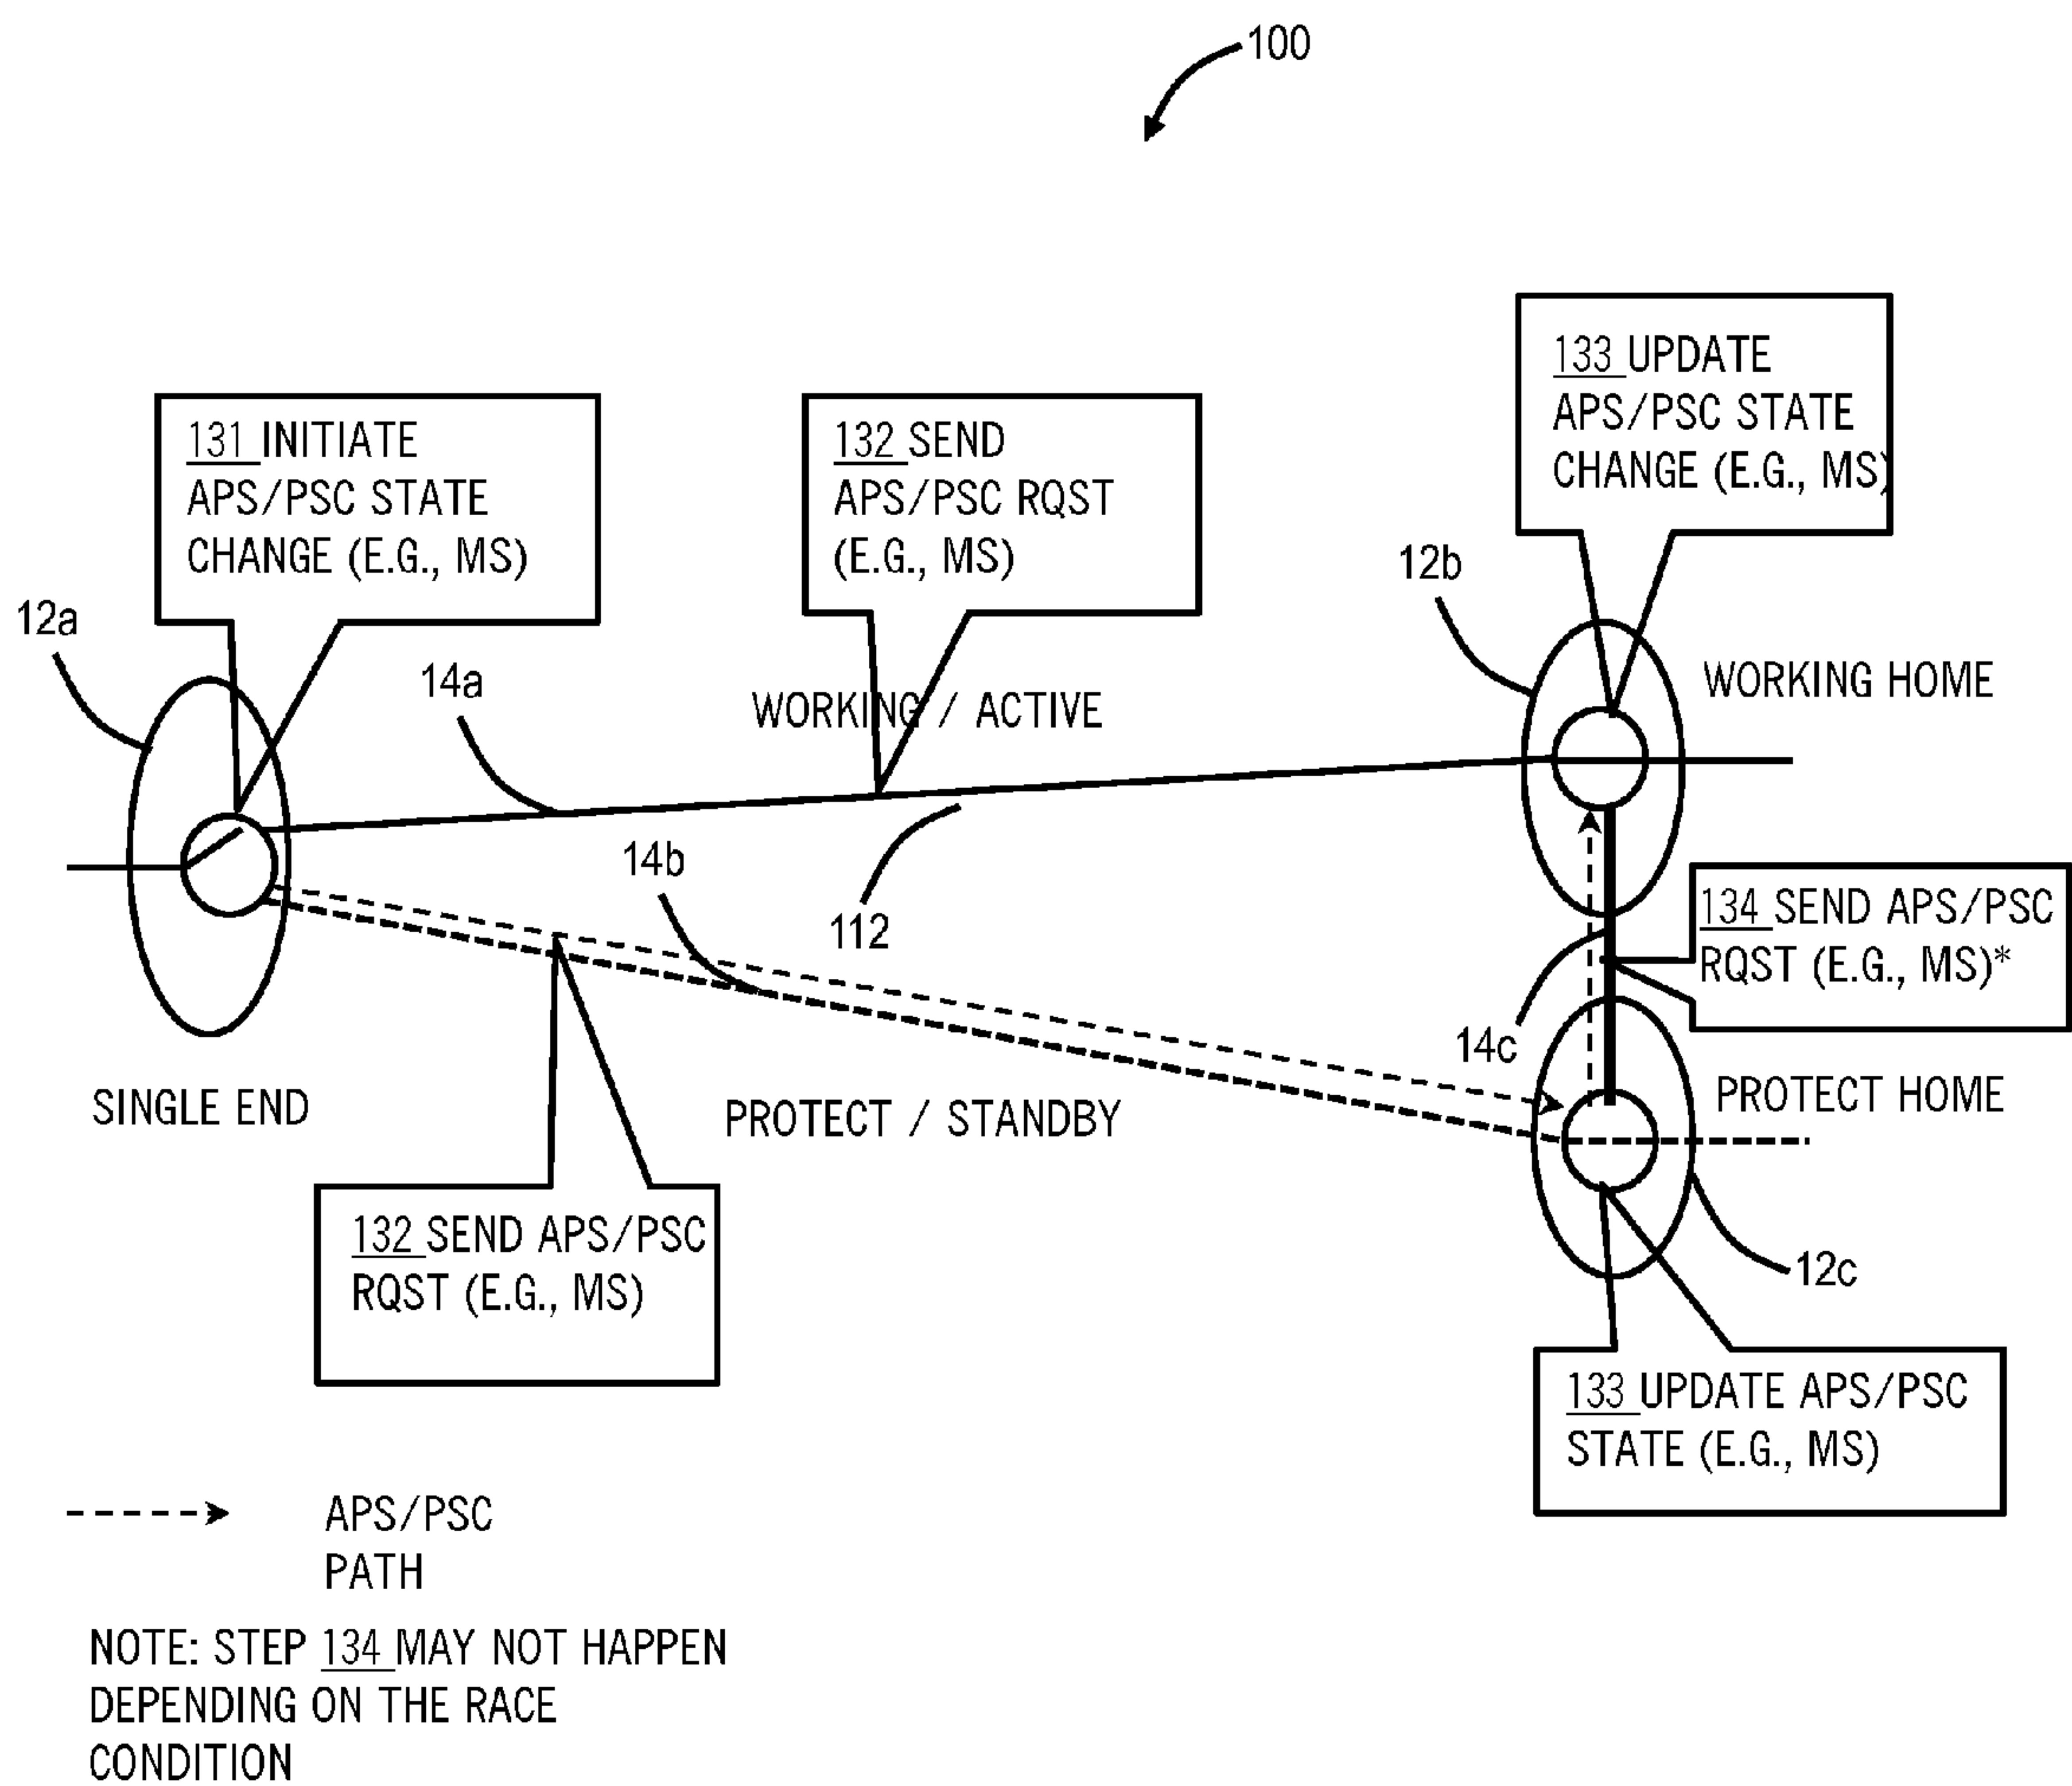 100
133 UPDATE
APS/PSC STATE
CHANGE (E.G., MS)
131 INITIATE
APS/PSC STATE
CHANGE (E.G., MS)
132 SEND
APS/PSC RQST
(E.G., MS)
12b
12a
14a
WORKING / ACTIVE
WORKING HOME
14b
112
134 SEND APS/PSC
RQST (E.G., MS)*
14c
SINGLE END
PROTECT / STANDBY
PROTECT HOME
132 SEND APS/PSC
RQST (E.G., MS)
12c
133 UPDATE APS/PSC
STATE (E.G., MS)
APS/PSC
PATH
NOTE: STEP 134 MAY NOT HAPPEN
DEPENDING ON THE RACE
CONDITION